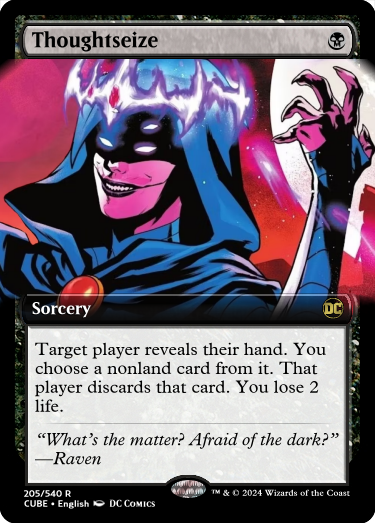 Thoughtseize
Sorcery
DC
Target player reveals their hand. You
choose a nonland card from it. That
player discards that card. You lose 2
life.
“What’s the matter? Afraid of the dark?”
—Raven
205/540 R
CUBE • English DC COMICS
™ & © 2024 Wizards of the Coast